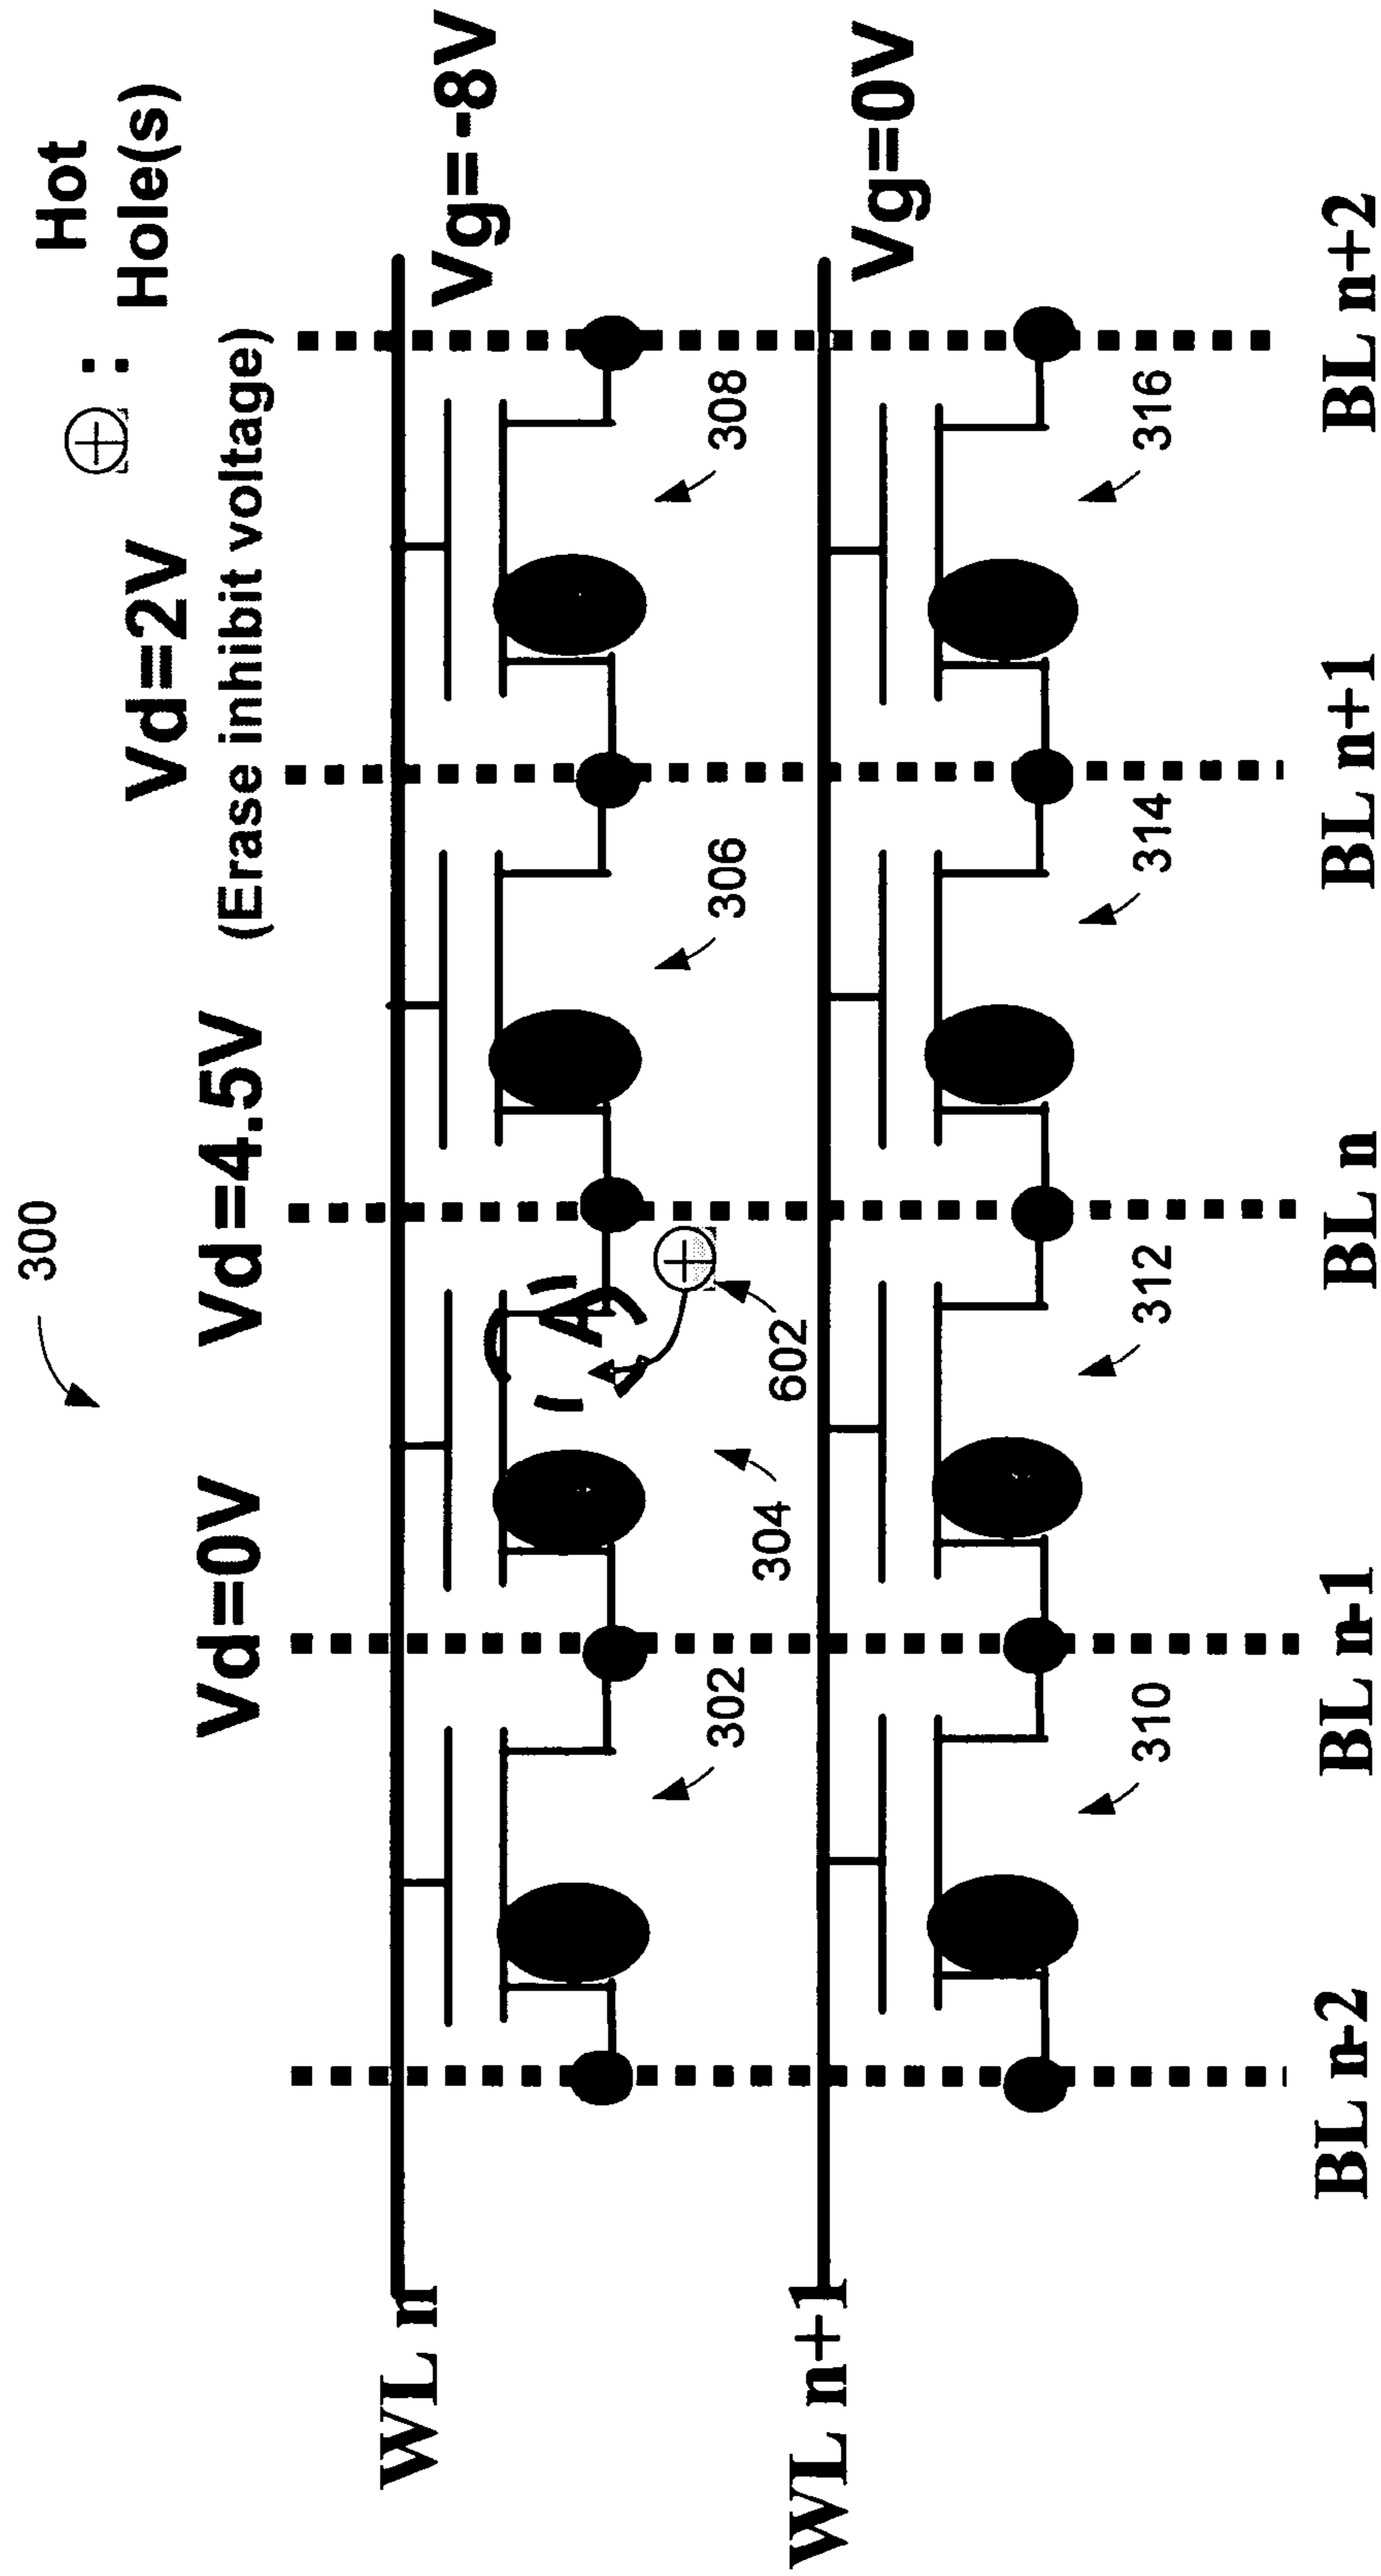 300
⊕ : Hot
Hole(s)
Vd=0V
Vd=4.5V
Vd=2V
(Erase inhibit voltage)
WL n
Vg=-8V
A
302
304
602
306
308
WL n+1
Vg=0V
310
312
314
316
BL n-2
BL n-1
BL n
BL n+1
BL n+2